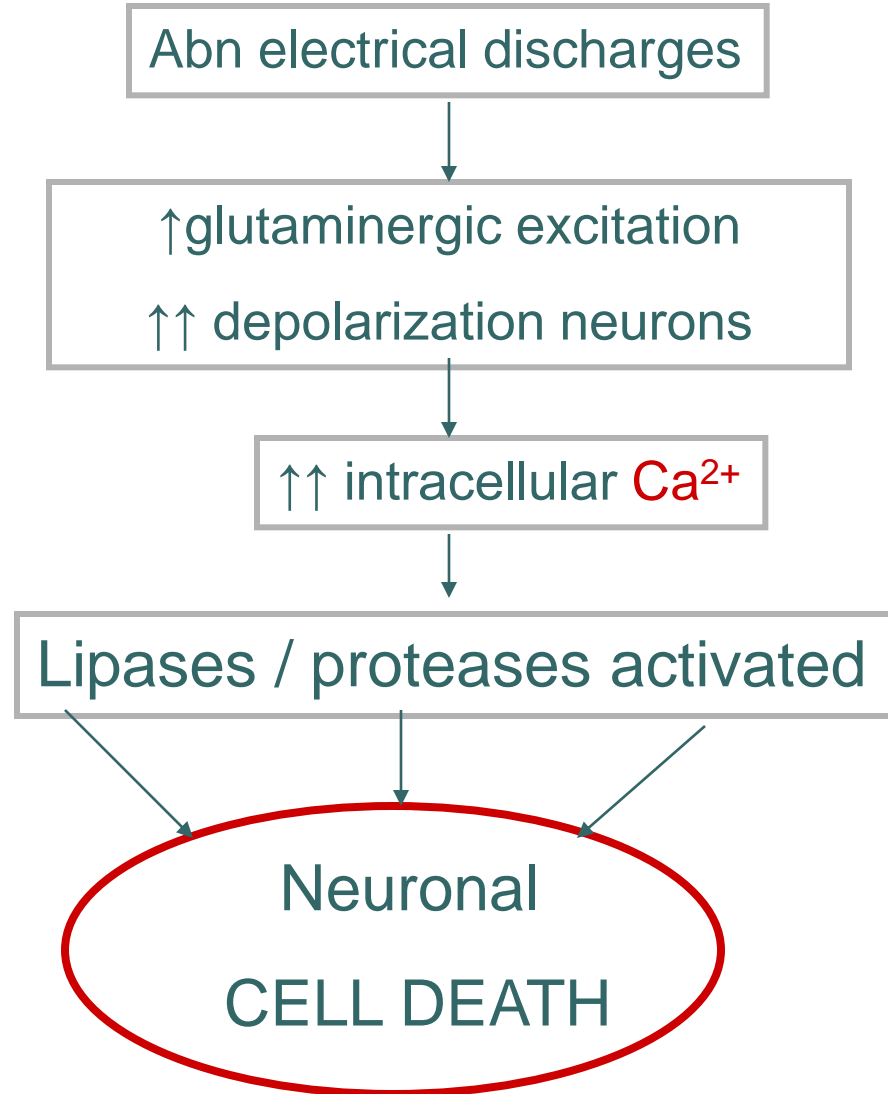 Abn electrical discharges
↑glutaminergic excitation
↑↑ depolarization neurons
↑↑ intracellular Ca²⁺
Lipases / proteases activated
Neuronal
CELL DEATH